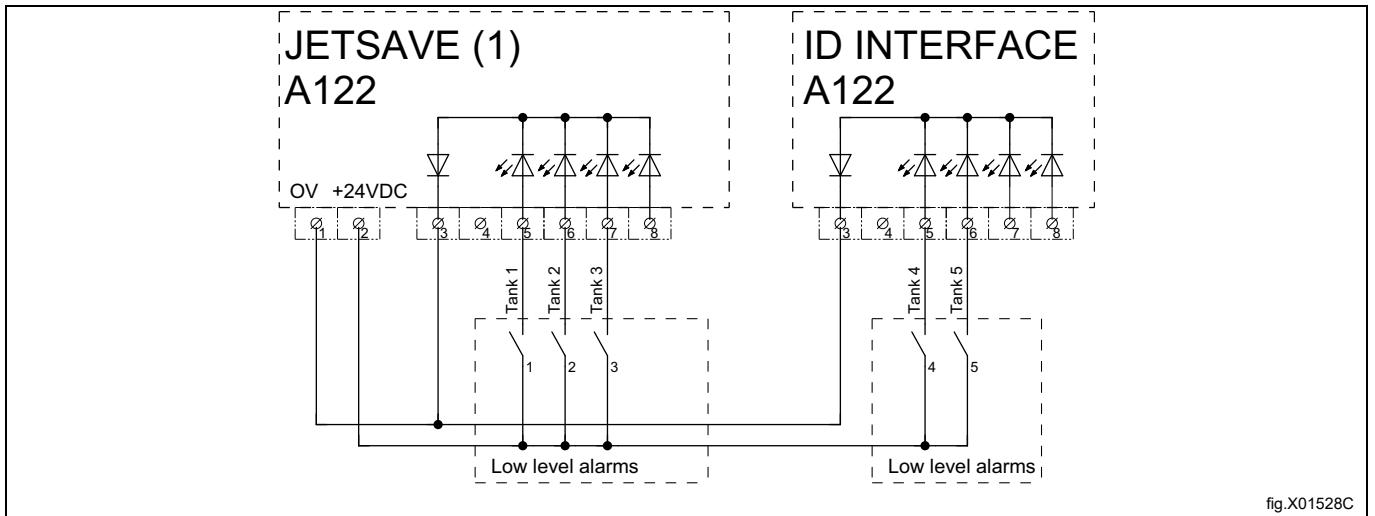 JETSAVE (1)
A122
OV +24VDC
1 2 3 4 5 6 7 8
Tank 1
Tank 2
Tank 3
1 2 3
Low level alarms
ID INTERFACE
A122
3 4 5 6 7 8
Tank 4
Tank 5
4 5
Low level alarms
fig.X01528C